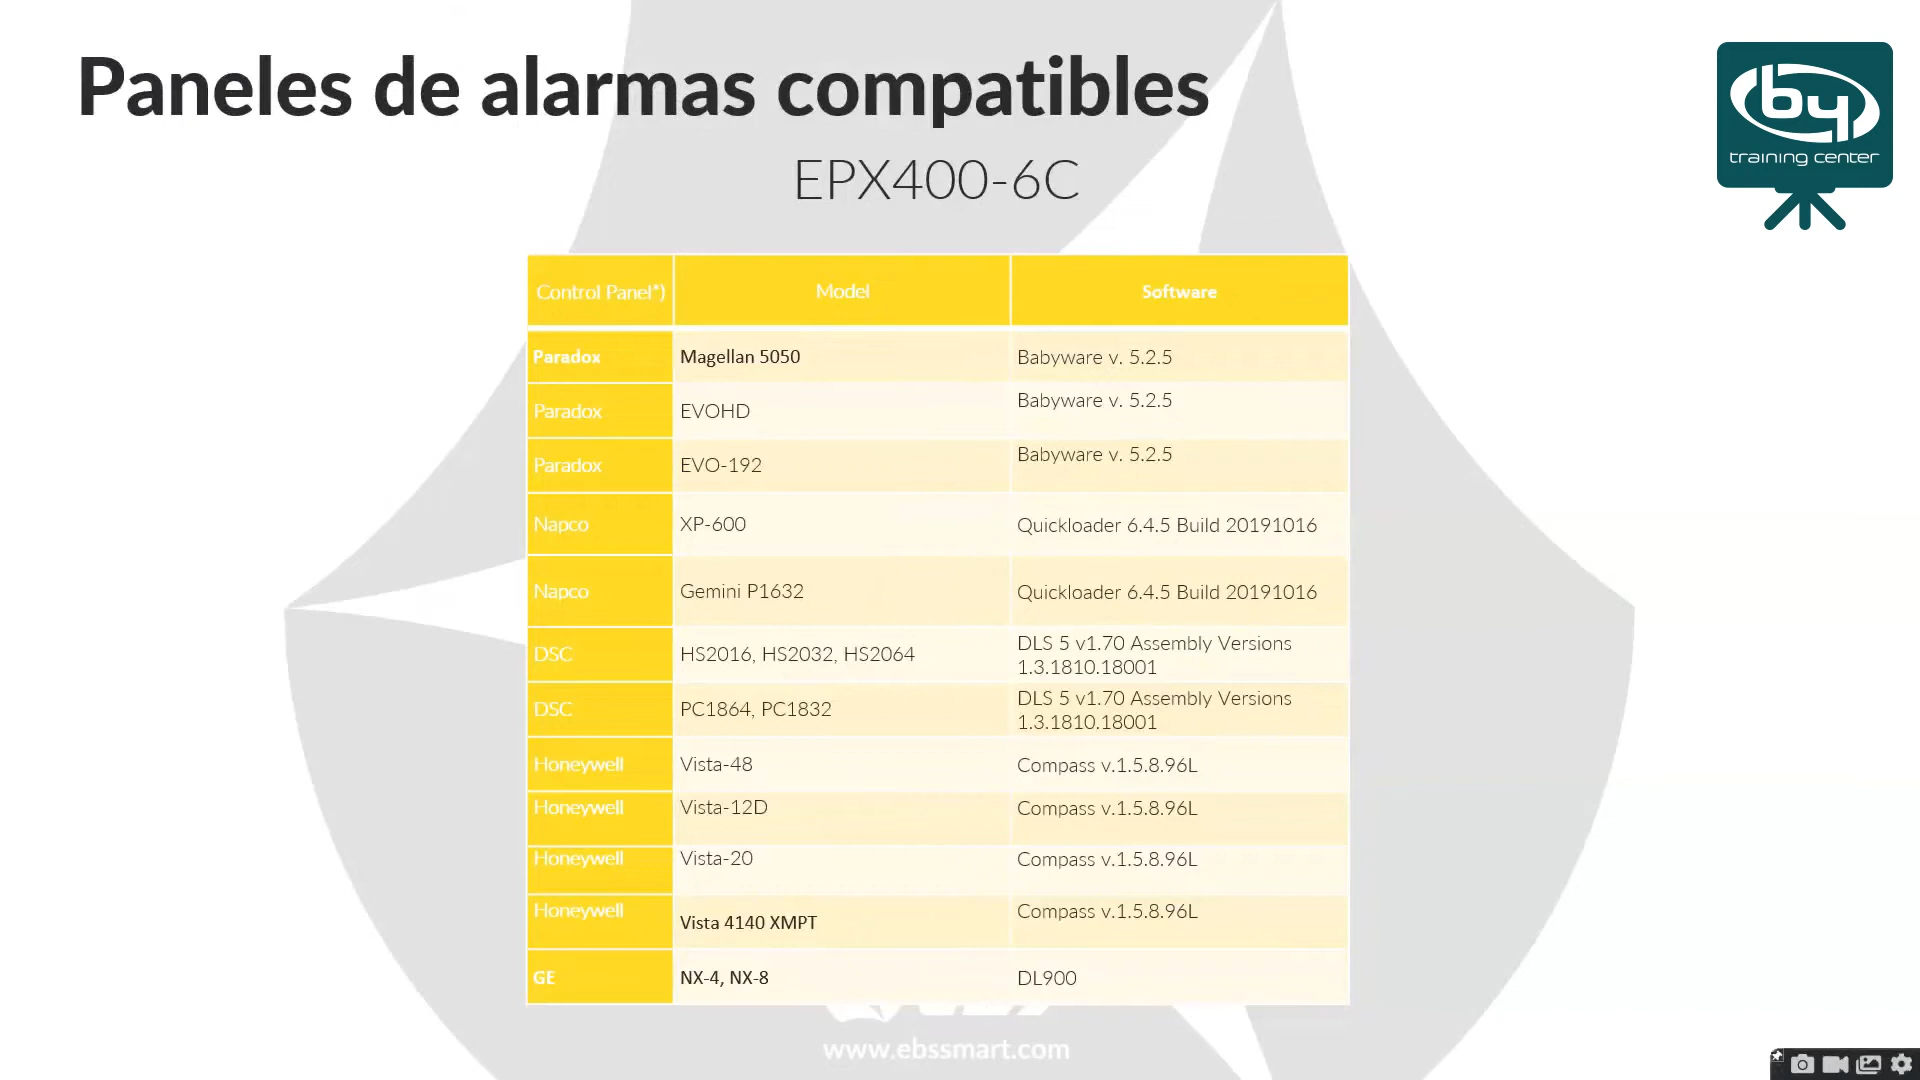 Paneles de alarmas compatibles
EPX400-6C
by
training center
Control Panel*) Model Software
Paradox Magellan 5050 Babyware v. 5.2.5
Paradox EVOHD Babyware v. 5.2.5
Paradox EVO-192 Babyware v. 5.2.5
Napco XP-600 Quickloader 6.4.5 Build 20191016
Napco Gemini P1632 Quickloader 6.4.5 Build 20191016
DSC HS2016, HS2032, HS2064 DLS 5 v1.70 Assembly Versions
1.3.1810.18001
DSC PC1864, PC1832 DLS 5 v1.70 Assembly Versions
1.3.1810.18001
Honeywell Vista-48 Compass v.1.5.8.96L
Honeywell Vista-12D Compass v.1.5.8.96L
Honeywell Vista-20 Compass v.1.5.8.96L
Honeywell Vista 4140 XMPT Compass v.1.5.8.96L
GE NX-4, NX-8 DL900
www.ebssmart.com